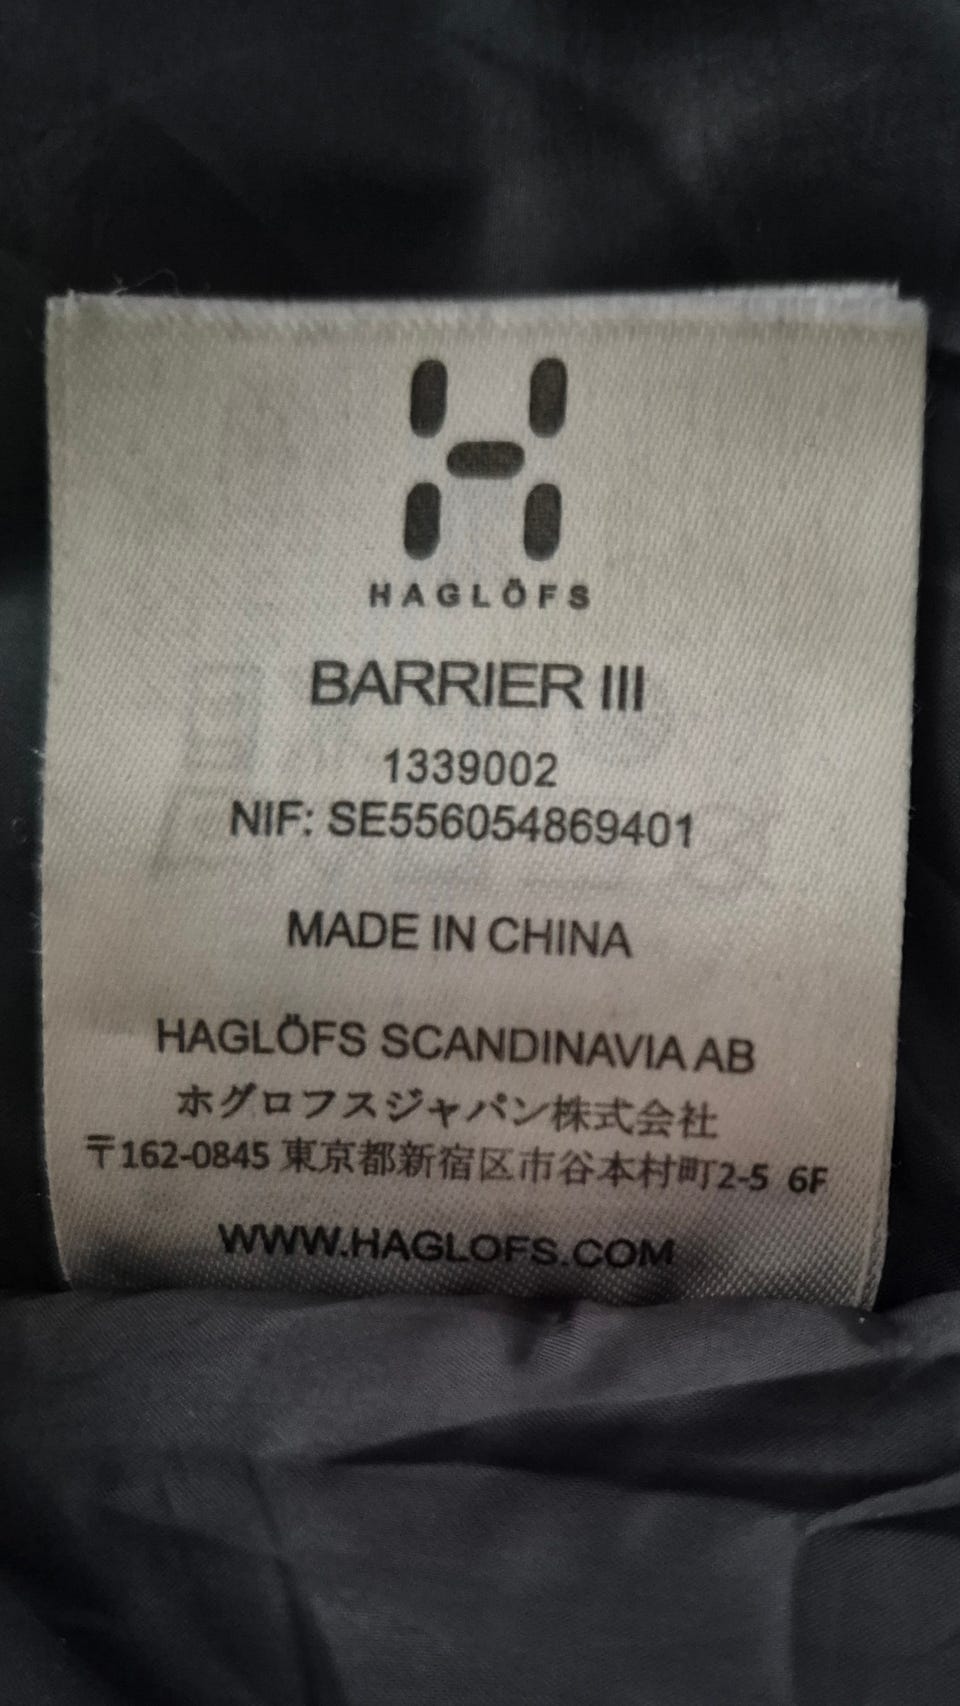 HAGLÖFS
BARRIER III
1339002
NIF: SE556054869401
MADE IN CHINA
HAGLÖFS SCANDINAVIA AB
ホグロフスジャパン株式会社
〒162-0845 東京都新宿区市谷本村町2-5 6F
WWW.HAGLOFS.COM